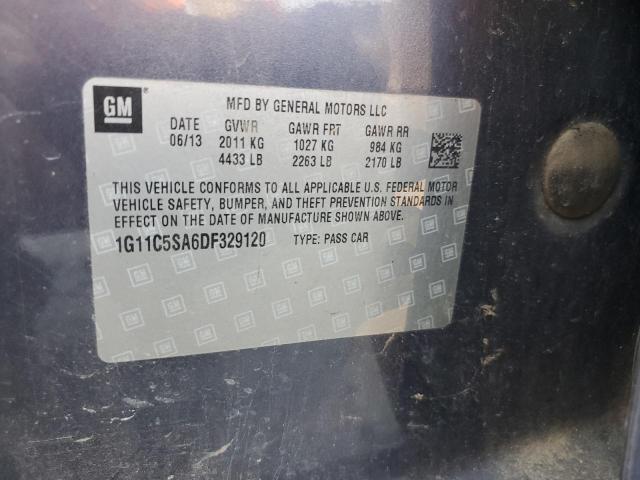 GM
MFD BY GENERAL MOTORS LLC
DATE GVWR GAWR FRT GAWR RR
06/13 2011 KG 1027 KG 984 KG
4433 LB 2263 LB 2170 LB
THIS VEHICLE CONFORMS TO ALL APPLICABLE U.S. FEDERAL MOTOR
VEHICLE SAFETY, BUMPER, AND THEFT PREVENTION STANDARDS IN
EFFECT ON THE DATE OF MANUFACTURE SHOWN ABOVE.
1G11C5SA6DF329120 TYPE: PASS CAR